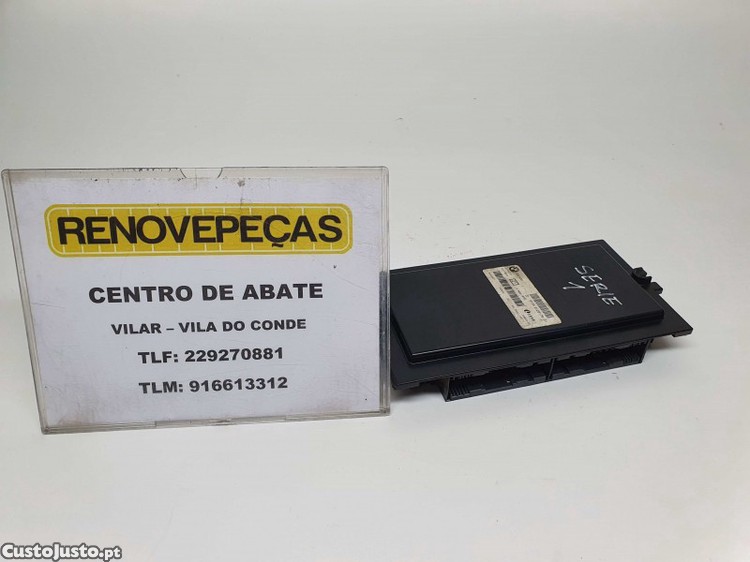 RENOVEPEÇAS
CENTRO DE ABATE
VILAR – VILA DO CONDE
TLF: 229270881
TLM: 916613312
SERIE
1
CustoJusto.pt